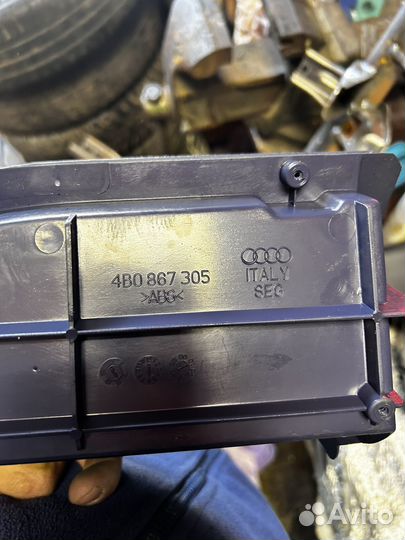 4B0 867 305
>ABS<
ITALY
SEG
Avito